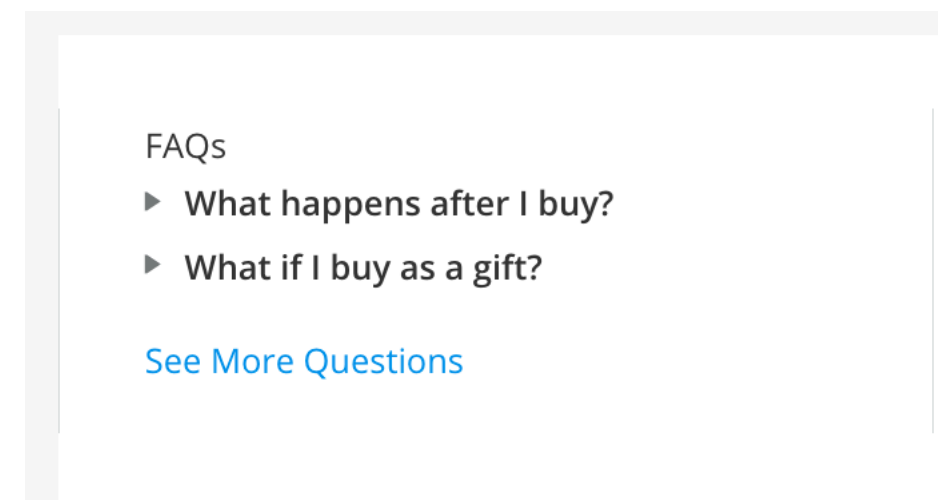 FAQs
What happens after I buy?
What if I buy as a gift?
See More Questions